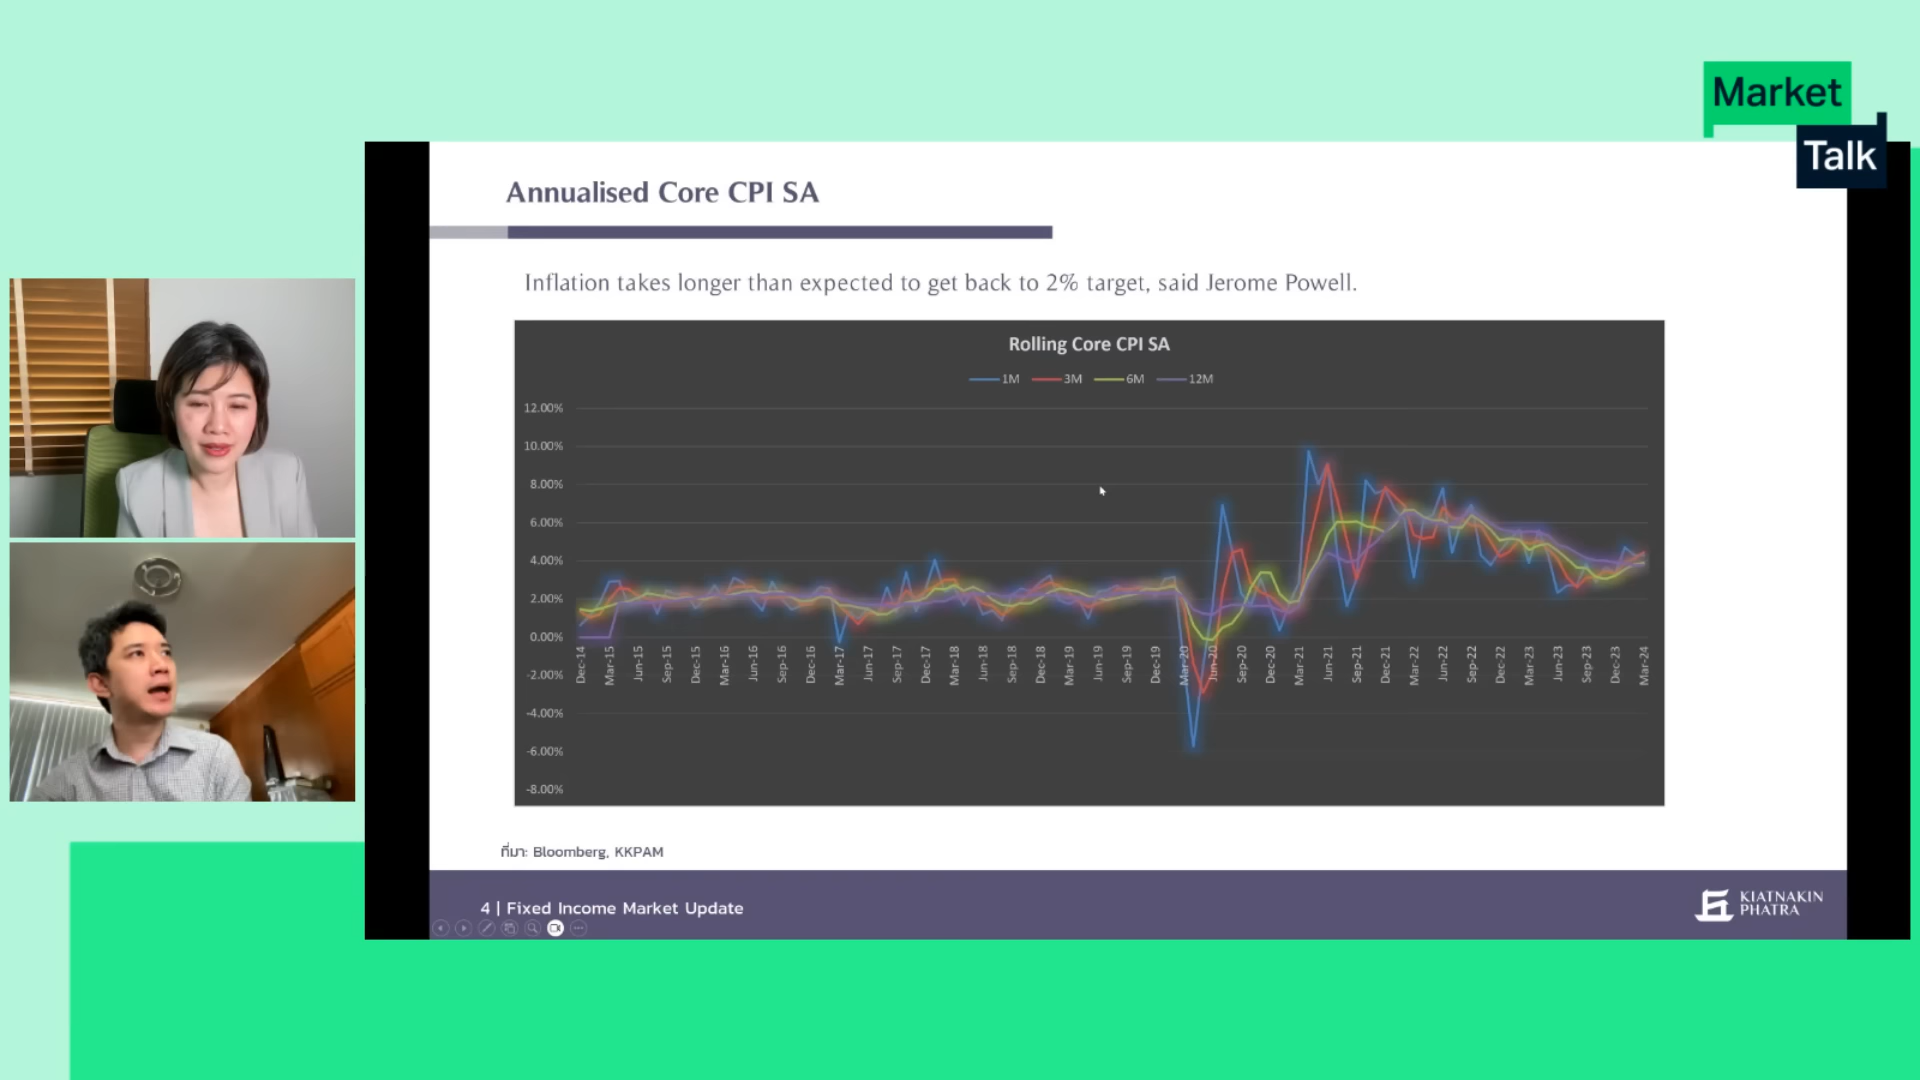 Market
Talk
Annualised Core CPI SA
Inflation takes longer than expected to get back to 2% target, said Jerome Powell.
Rolling Core CPI SA
1M 3M 6M 12M
12.00%
10.00%
8.00%
6.00%
4.00%
2.00%
0.00%
-2.00%
-4.00%
-6.00%
-8.00%
Dec-14 Mar-15 Jun-15 Sep-15 Dec-15 Mar-16 Jun-16 Sep-16 Dec-16 Mar-17 Jun-17 Sep-17 Dec-17 Mar-18 Jun-18 Sep-18 Dec-18 Mar-19 Jun-19 Sep-19 Dec-19 Mar-20 Jun-20 Sep-20 Dec-20 Mar-21 Jun-21 Sep-21 Dec-21 Mar-22 Jun-22 Sep-22 Dec-22 Mar-23 Jun-23 Sep-23 Dec-23 Mar-24
ที่มา: Bloomberg, KKPAM
4 | Fixed Income Market Update
KIATNAKIN
PHATRA